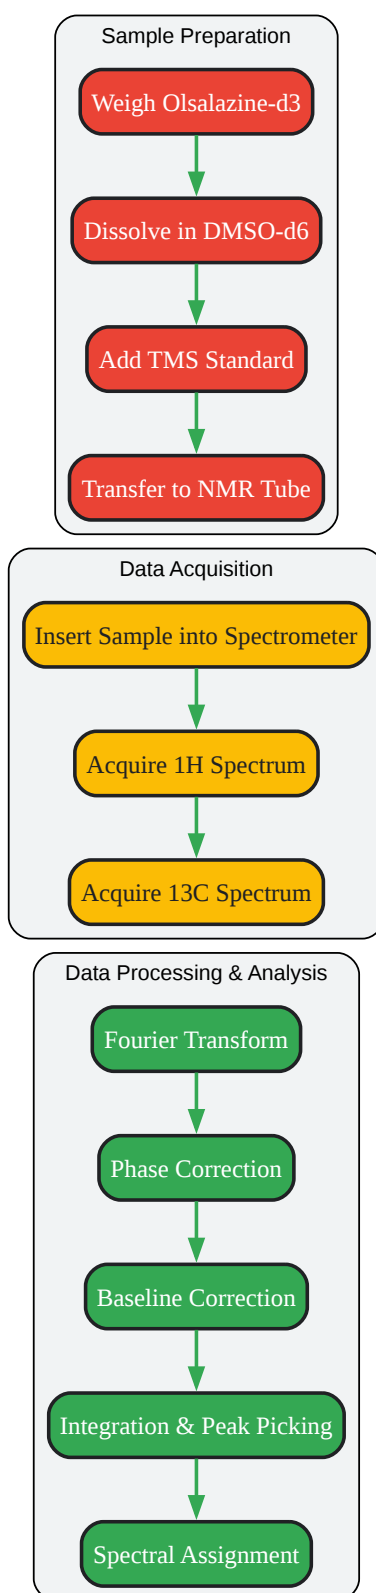 Sample Preparation
Weigh Olsalazine-d3
Dissolve in DMSO-d6
Add TMS Standard
Transfer to NMR Tube
Data Acquisition
Insert Sample into Spectrometer
Acquire 1H Spectrum
Acquire 13C Spectrum
Data Processing & Analysis
Fourier Transform
Phase Correction
Baseline Correction
Integration & Peak Picking
Spectral Assignment